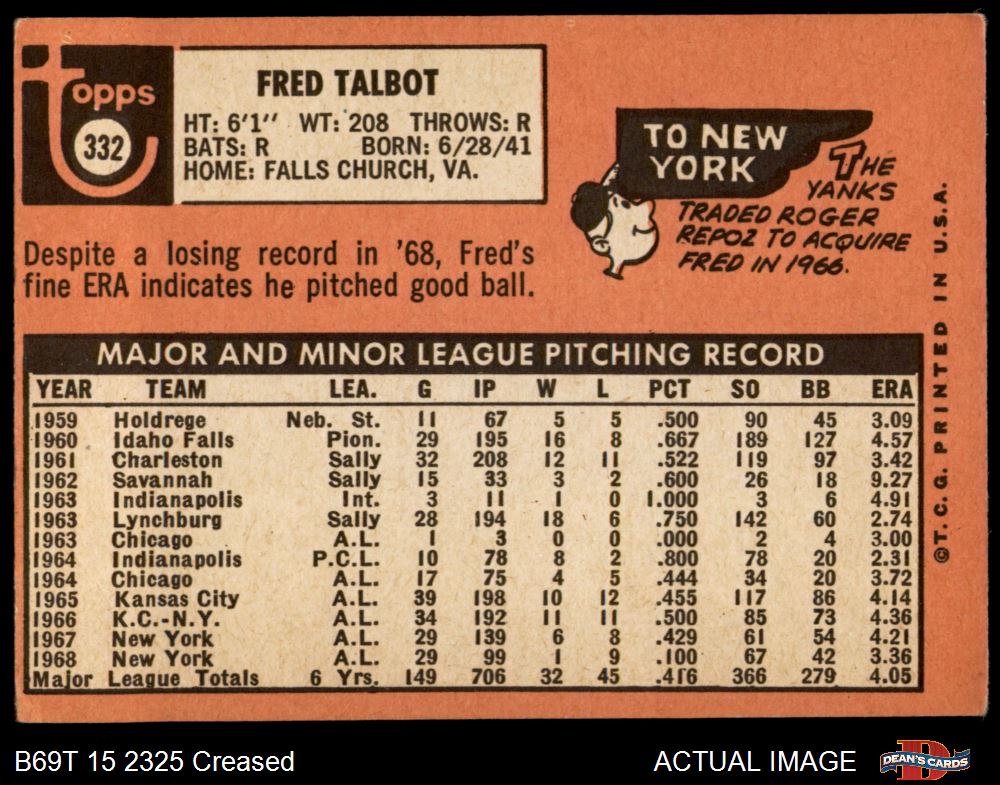 topps
332
FRED TALBOT
HT: 6'1" WT: 208 THROWS: R
BATS: R BORN: 6/28/41
HOME: FALLS CHURCH, VA.
Despite a losing record in '68, Fred's
fine ERA indicates he pitched good ball.
TO NEW
YORK
THE
YANKS
TRADED ROGER
REPOZ TO ACQUIRE
FRED IN 1966.
MAJOR AND MINOR LEAGUE PITCHING RECORD
YEAR TEAM LEA. G IP W L PCT SO BB ERA
1959 Holdrege Neb. St. 11 67 5 5 .500 90 45 3.09
1960 Idaho Falls Pion. 29 195 16 8 .667 189 127 4.57
1961 Charleston Sally 32 208 12 11 .522 119 97 3.42
1962 Savannah Sally 15 33 3 2 .600 26 18 9.27
1963 Indianapolis Int. 3 11 1 0 1.000 3 6 4.91
1963 Lynchburg Sally 28 194 18 6 .750 142 60 2.74
1963 Chicago A.L. 1 3 0 0 .000 2 4 3.00
1964 Indianapolis P.C.L. 10 78 8 2 .800 78 20 2.31
1964 Chicago A.L. 17 75 4 5 .444 34 20 3.72
1965 Kansas City A.L. 39 198 10 12 .455 117 86 4.14
1966 K.C.-N.Y. A.L. 34 192 11 11 .500 85 73 4.36
1967 New York A.L. 29 139 6 8 .429 61 54 4.21
1968 New York A.L. 29 99 1 9 .100 67 42 3.36
Major League Totals 6 Yrs. 149 706 32 45 .416 366 279 4.05
©T.C.G. PRINTED IN U.S.A.
B69T 15 2325 Creased
ACTUAL IMAGE
DEAN'S CARDS